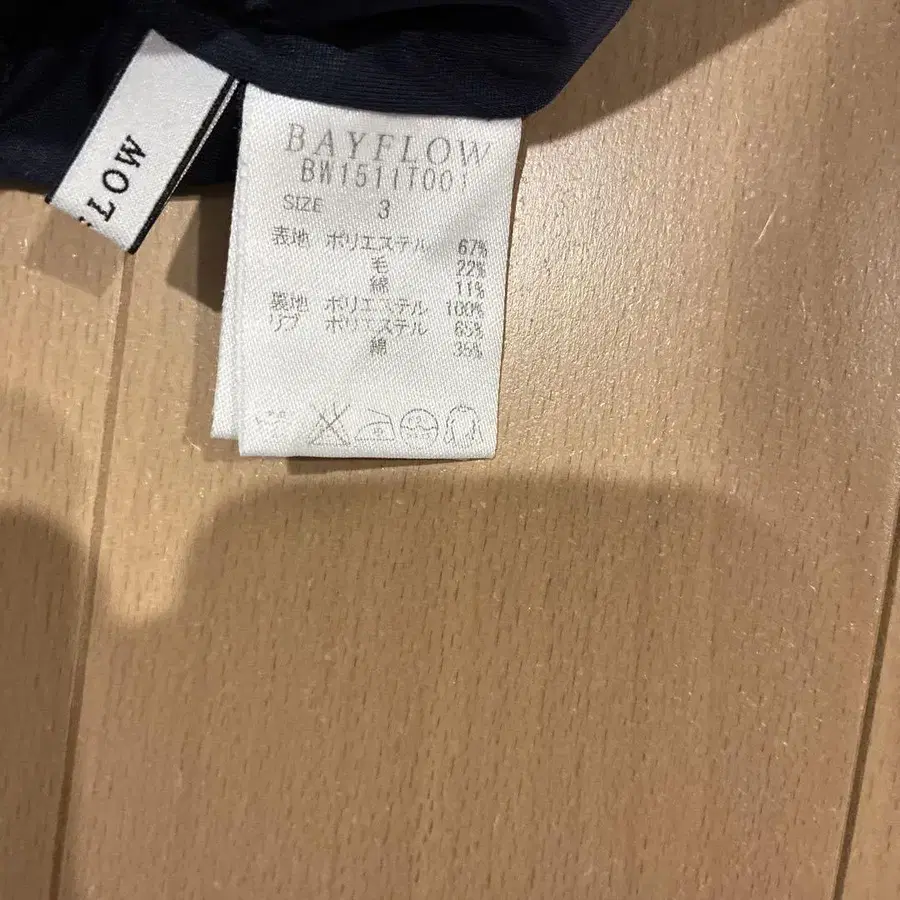 LOW
BAYFLOW
BW1511T001
SIZE 3
表地 ポリエステル 67%
毛 22%
綿 11%
裏地 ポリエステル 100%
リブ ポリエステル 65%
綿 35%